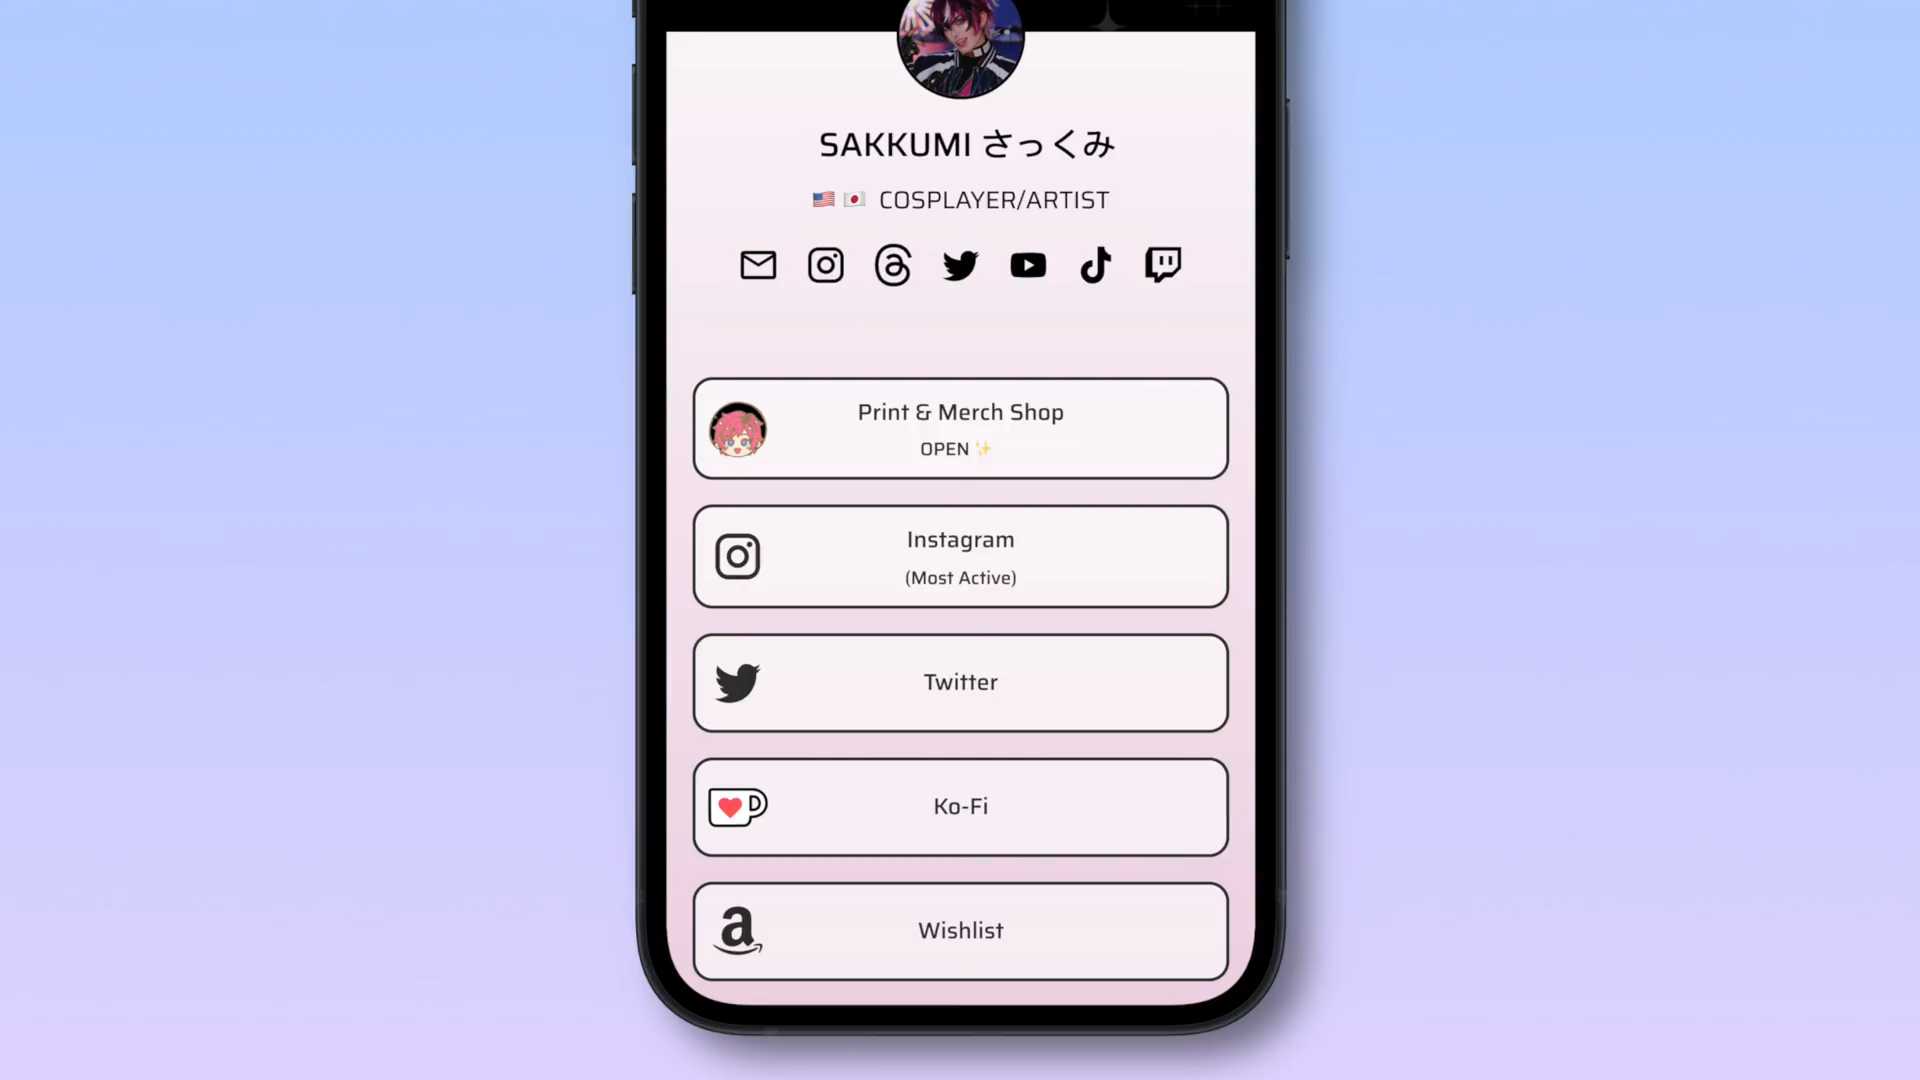 SAKKUMI さっくみ
🇺🇸 🇯🇵 COSPLAYER/ARTIST
Print & Merch Shop
OPEN ✨
Instagram
(Most Active)
Twitter
Ko-Fi
Wishlist